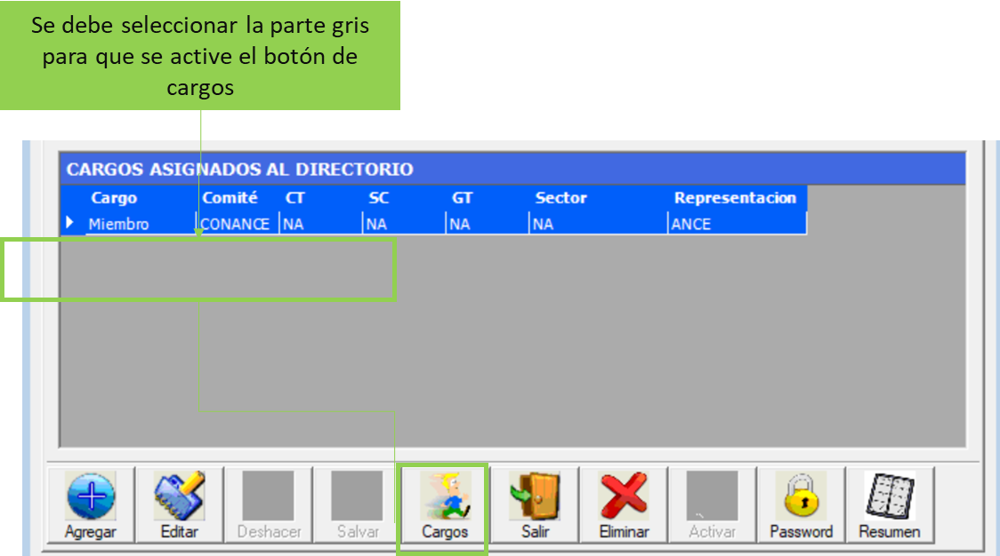 Se debe seleccionar la parte gris
para que se active el botón de
cargos
CARGOS ASIGNADOS AL DIRECTORIO
Cargo Comité CT SC GT Sector Representacion
Miembro CONANCE NA NA NA NA ANCE
Agregar Editar Deshacer Salvar Cargos Salir Eliminar Activar Password Resumen